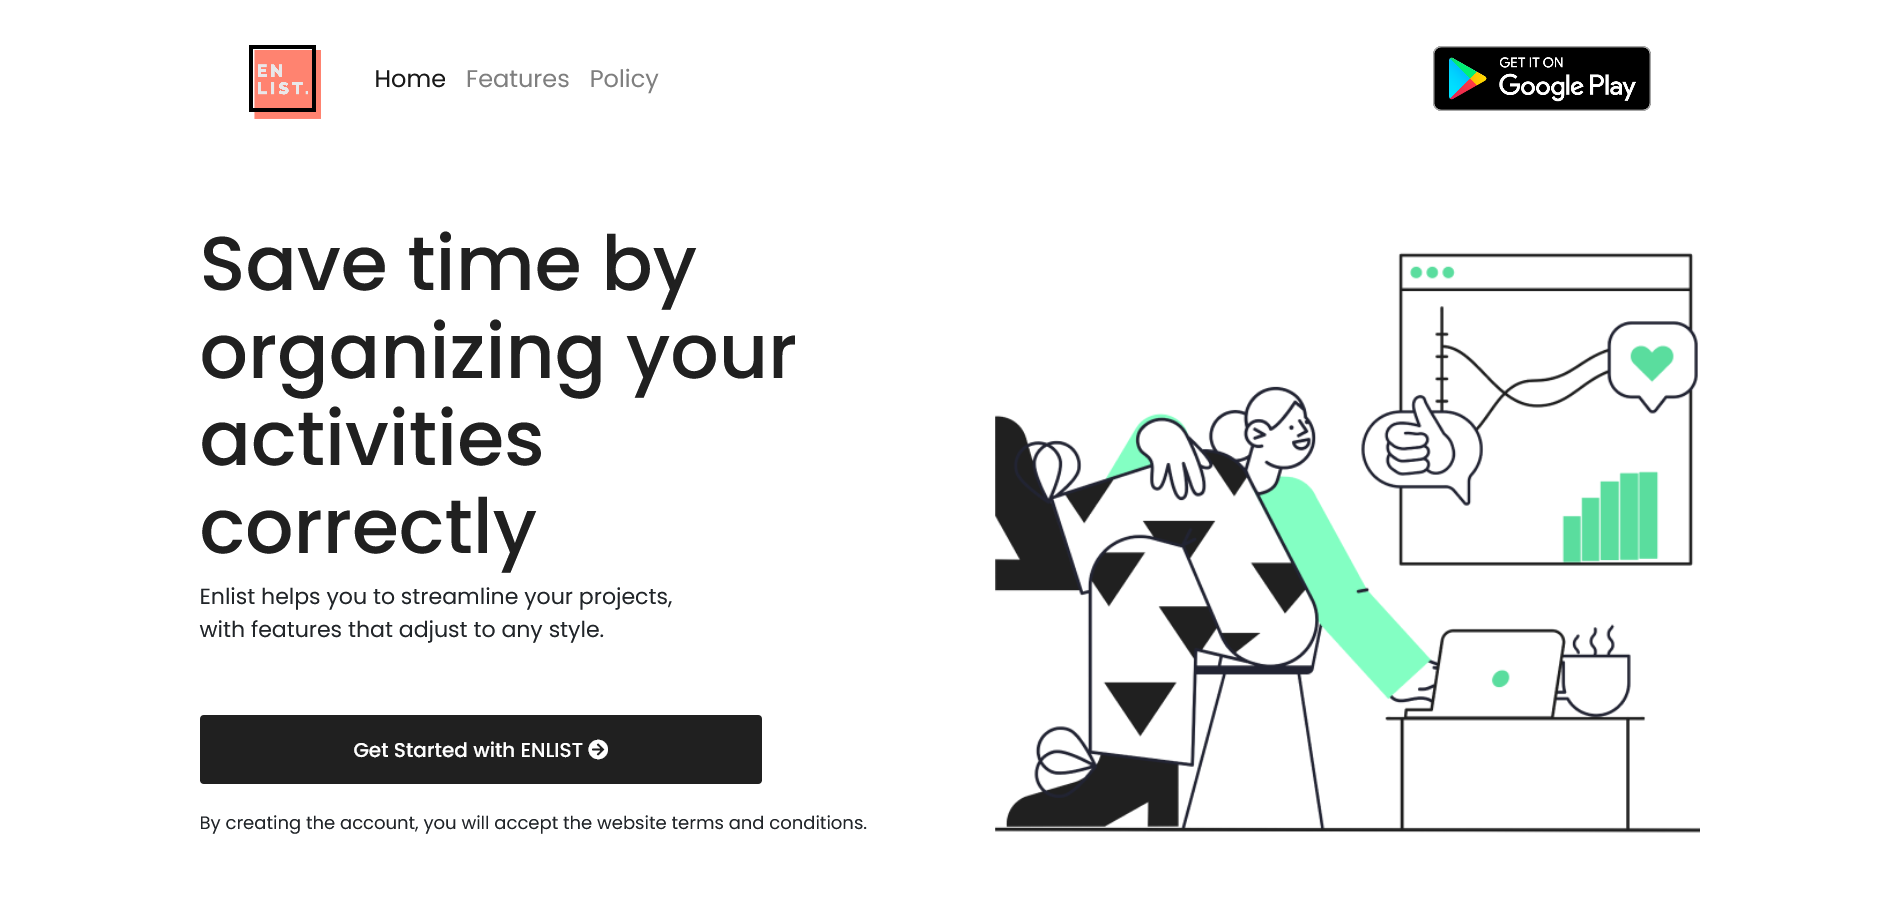 EN
LIST.
Home Features Policy
GET IT ON
Google Play
Save time by
organizing your
activities
correctly
Enlist helps you to streamline your projects,
with features that adjust to any style.
Get Started with ENLIST
By creating the account, you will accept the website terms and conditions.